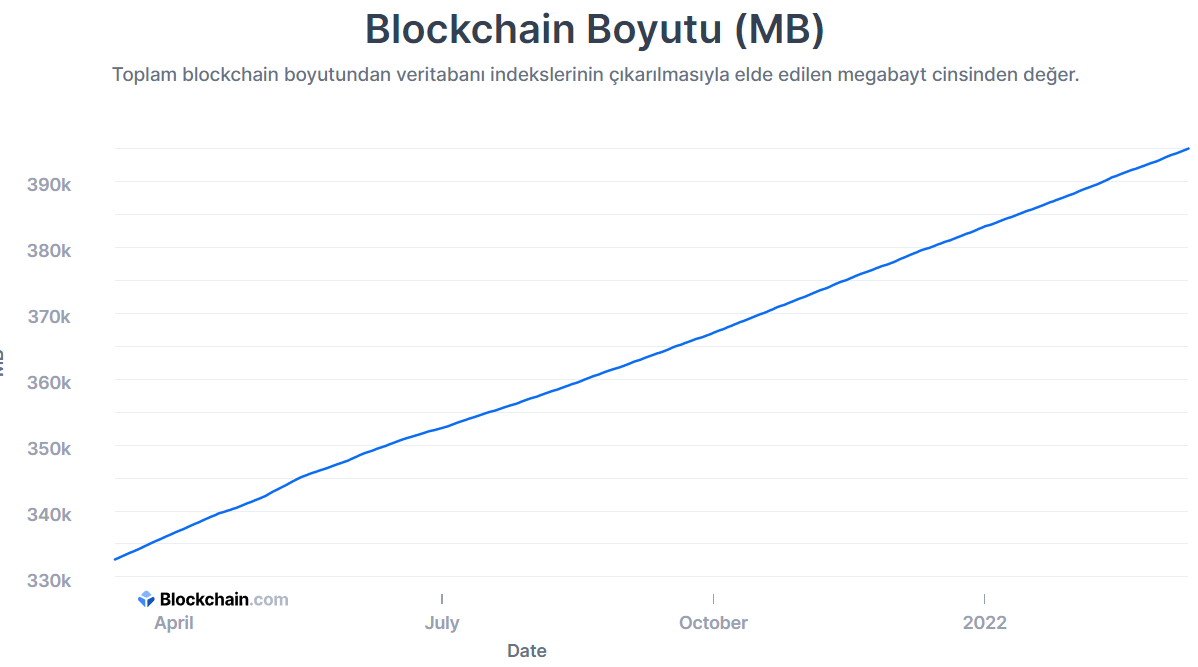 Blockchain Boyutu (MB)
Toplam blockchain boyutundan veritabanı indekslerinin çıkarılmasıyla elde edilen megabayt cinsinden değer.
390k
380k
370k
360k
350k
340k
330k
Blockchain.com
April
July
October
2022
Date